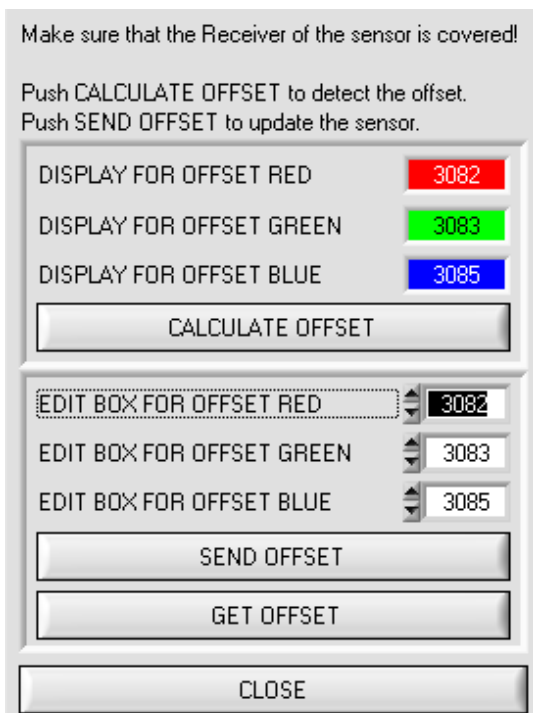 Make sure that the Receiver of the sensor is covered!
Push CALCULATE OFFSET to detect the offset.
Push SEND OFFSET to update the sensor.
DISPLAY FOR OFFSET RED 3082
DISPLAY FOR OFFSET GREEN 3083
DISPLAY FOR OFFSET BLUE 3085
CALCULATE OFFSET
EDIT BOX FOR OFFSET RED 3082
EDIT BOX FOR OFFSET GREEN 3083
EDIT BOX FOR OFFSET BLUE 3085
SEND OFFSET
GET OFFSET
CLOSE